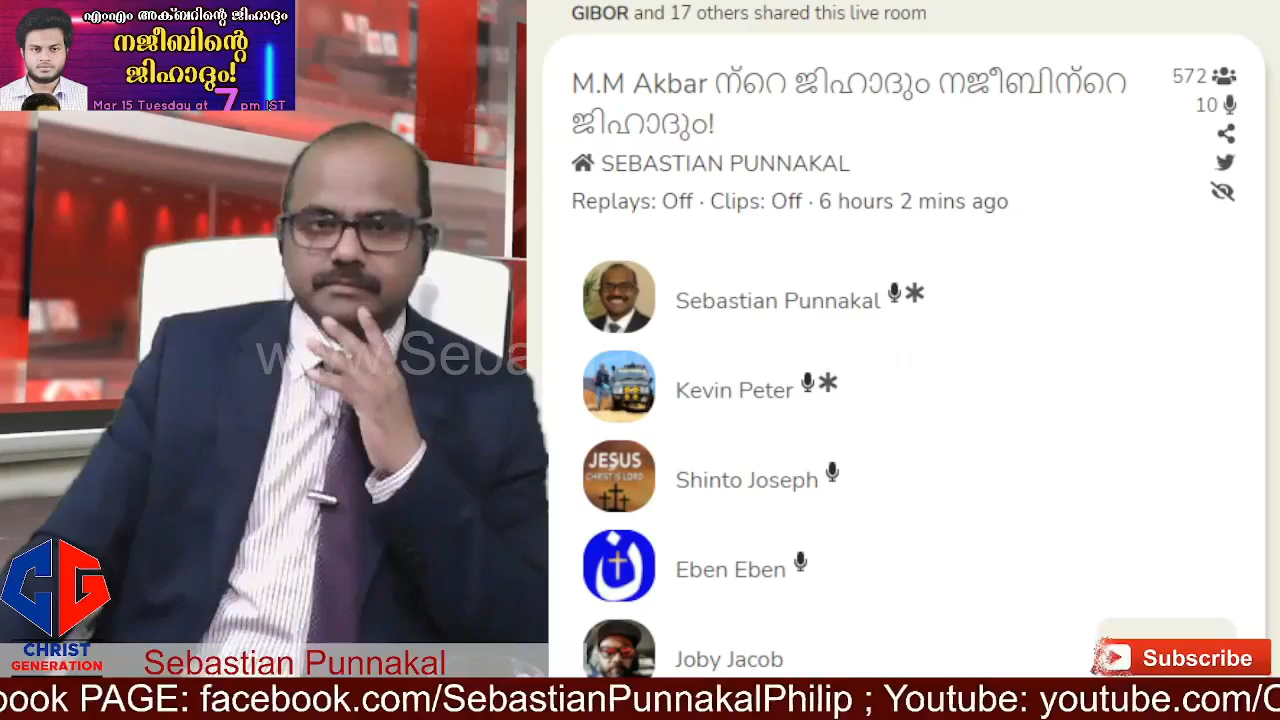 എംഎം അക്ബറിന്റെ ജിഹാദും
നജീബിന്റെ
ജിഹാദും!
Mar 15 Tuesday at 7 pm IST
GIBOR and 17 others shared this live room
M.M Akbar ന്റെ ജിഹാദും നജീബിന്റെ
ജിഹാദും!
572
10
SEBASTIAN PUNNAKAL
Replays: Off · Clips: Off · 6 hours 2 mins ago
Sebastian Punnakal
Kevin Peter
JESUS
CHRIST IS LORD
Shinto Joseph
ن
Eben Eben
Joby Jacob
www.Seba
CG
CHRIST
GENERATION
Sebastian Punnakal
Subscribe
book PAGE: facebook.com/SebastianPunnakalPhilip ; Youtube: youtube.com/C